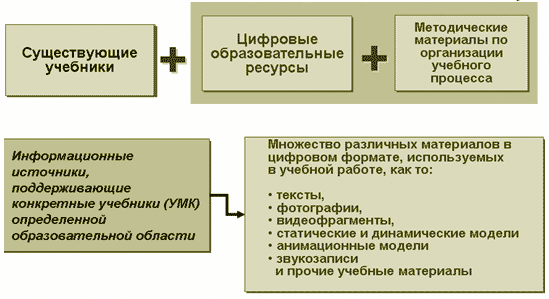 Существующие
учебники
+
Цифровые
образовательные
ресурсы
+
Методические
материалы по
организации
учебного
процесса
Информационные
источники,
поддерживающие
конкретные учебники (УМК)
определенной
образовательной области
Множество различных материалов в
цифровом формате, используемых
в учебной работе, как то:
• тексты,
• фотографии,
• видеофрагменты,
• статические и динамические модели
• анимационные модели
• звукозаписи
и прочие учебные материалы